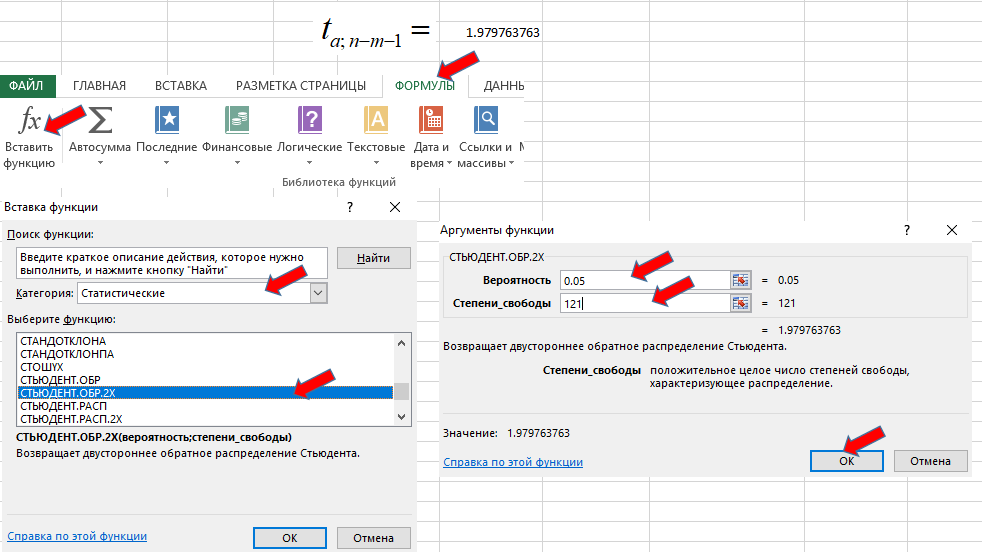 t a; n−m−1 = 1.979763763
ФАЙЛ ГЛАВНАЯ ВСТАВКА РАЗМЕТКА СТРАНИЦЫ ФОРМУЛЫ ДАННЬ
fx Σ ? A
Вставить функцию
Автосумма
Последние
Финансовые
Логические
Текстовые
Дата и время
Ссылки и массивы
Библиотека функций
Вставка функции ?
Поиск функции:
Введите краткое описание действия, которое нужно
выполнить, и нажмите кнопку "Найти"
Найти
Категория: Статистические
Выберите функцию:
СТАНДОТКЛОНА
СТАНДОТКЛОНПА
СТОШYX
СТЬЮДЕНТ.ОБР
СТЬЮДЕНТ.ОБР.2Х
СТЬЮДЕНТ.РАСП
СТЬЮДЕНТ.РАСП.2Х
СТЬЮДЕНТ.ОБР.2Х(вероятность;степени_свободы)
Возвращает двустороннее обратное распределение Стьюдента.
Справка по этой функции
ОК Отмена
Аргументы функции ?
СТЬЮДЕНТ.ОБР.2Х
Вероятность 0.05 = 0.05
Степени_свободы 121 = 121
= 1.979763763
Возвращает двустороннее обратное распределение Стьюдента.
Степени_свободы положительное целое число степеней свободы,
характеризующее распределение.
Значение: 1.979763763
Справка по этой функции
ОК Отмена